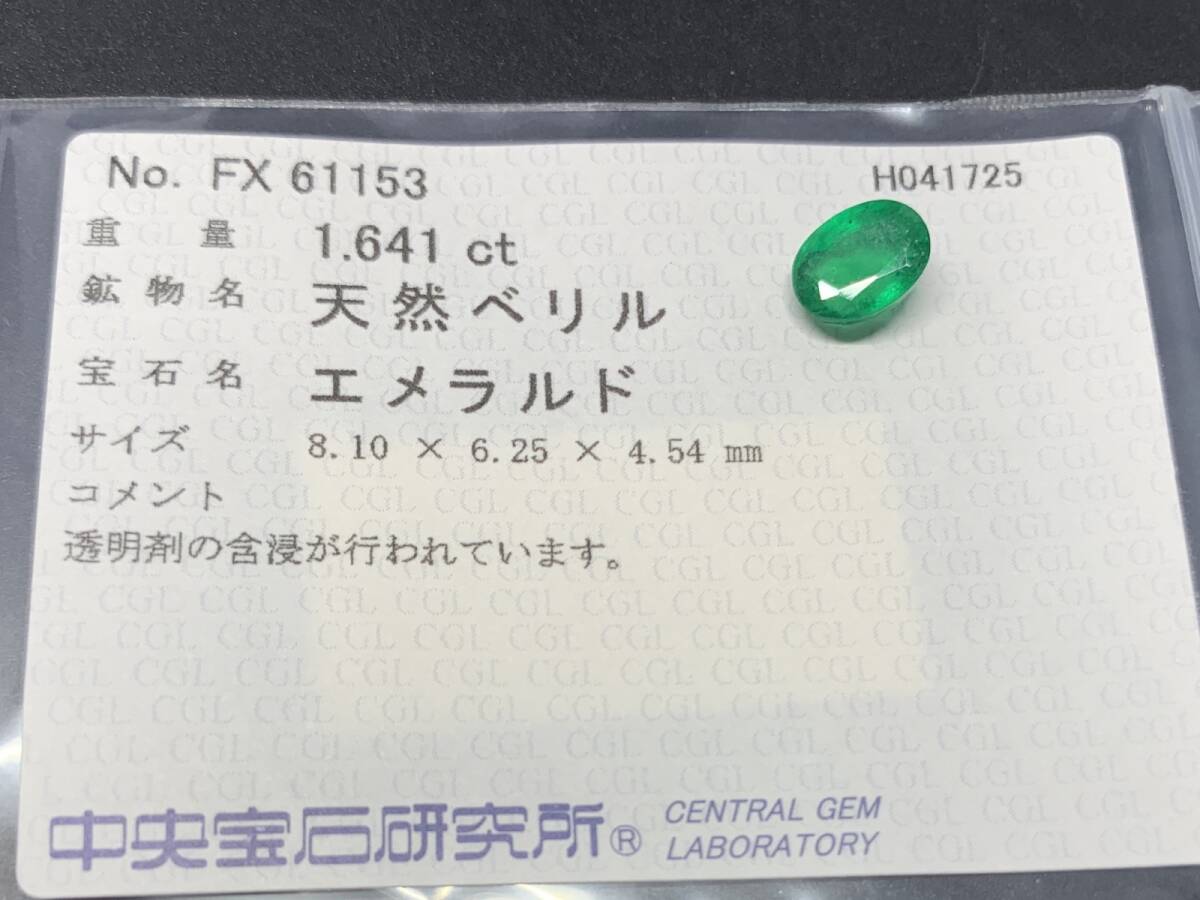 No. FX 61153 H041725
重量 1.641 ct
鉱物名 天然ベリル
宝石名 エメラルド
サイズ 8.10 × 6.25 × 4.54 mm
コメント
透明剤の含浸が行われています。
中央宝石研究所® CENTRAL GEM LABORATORY